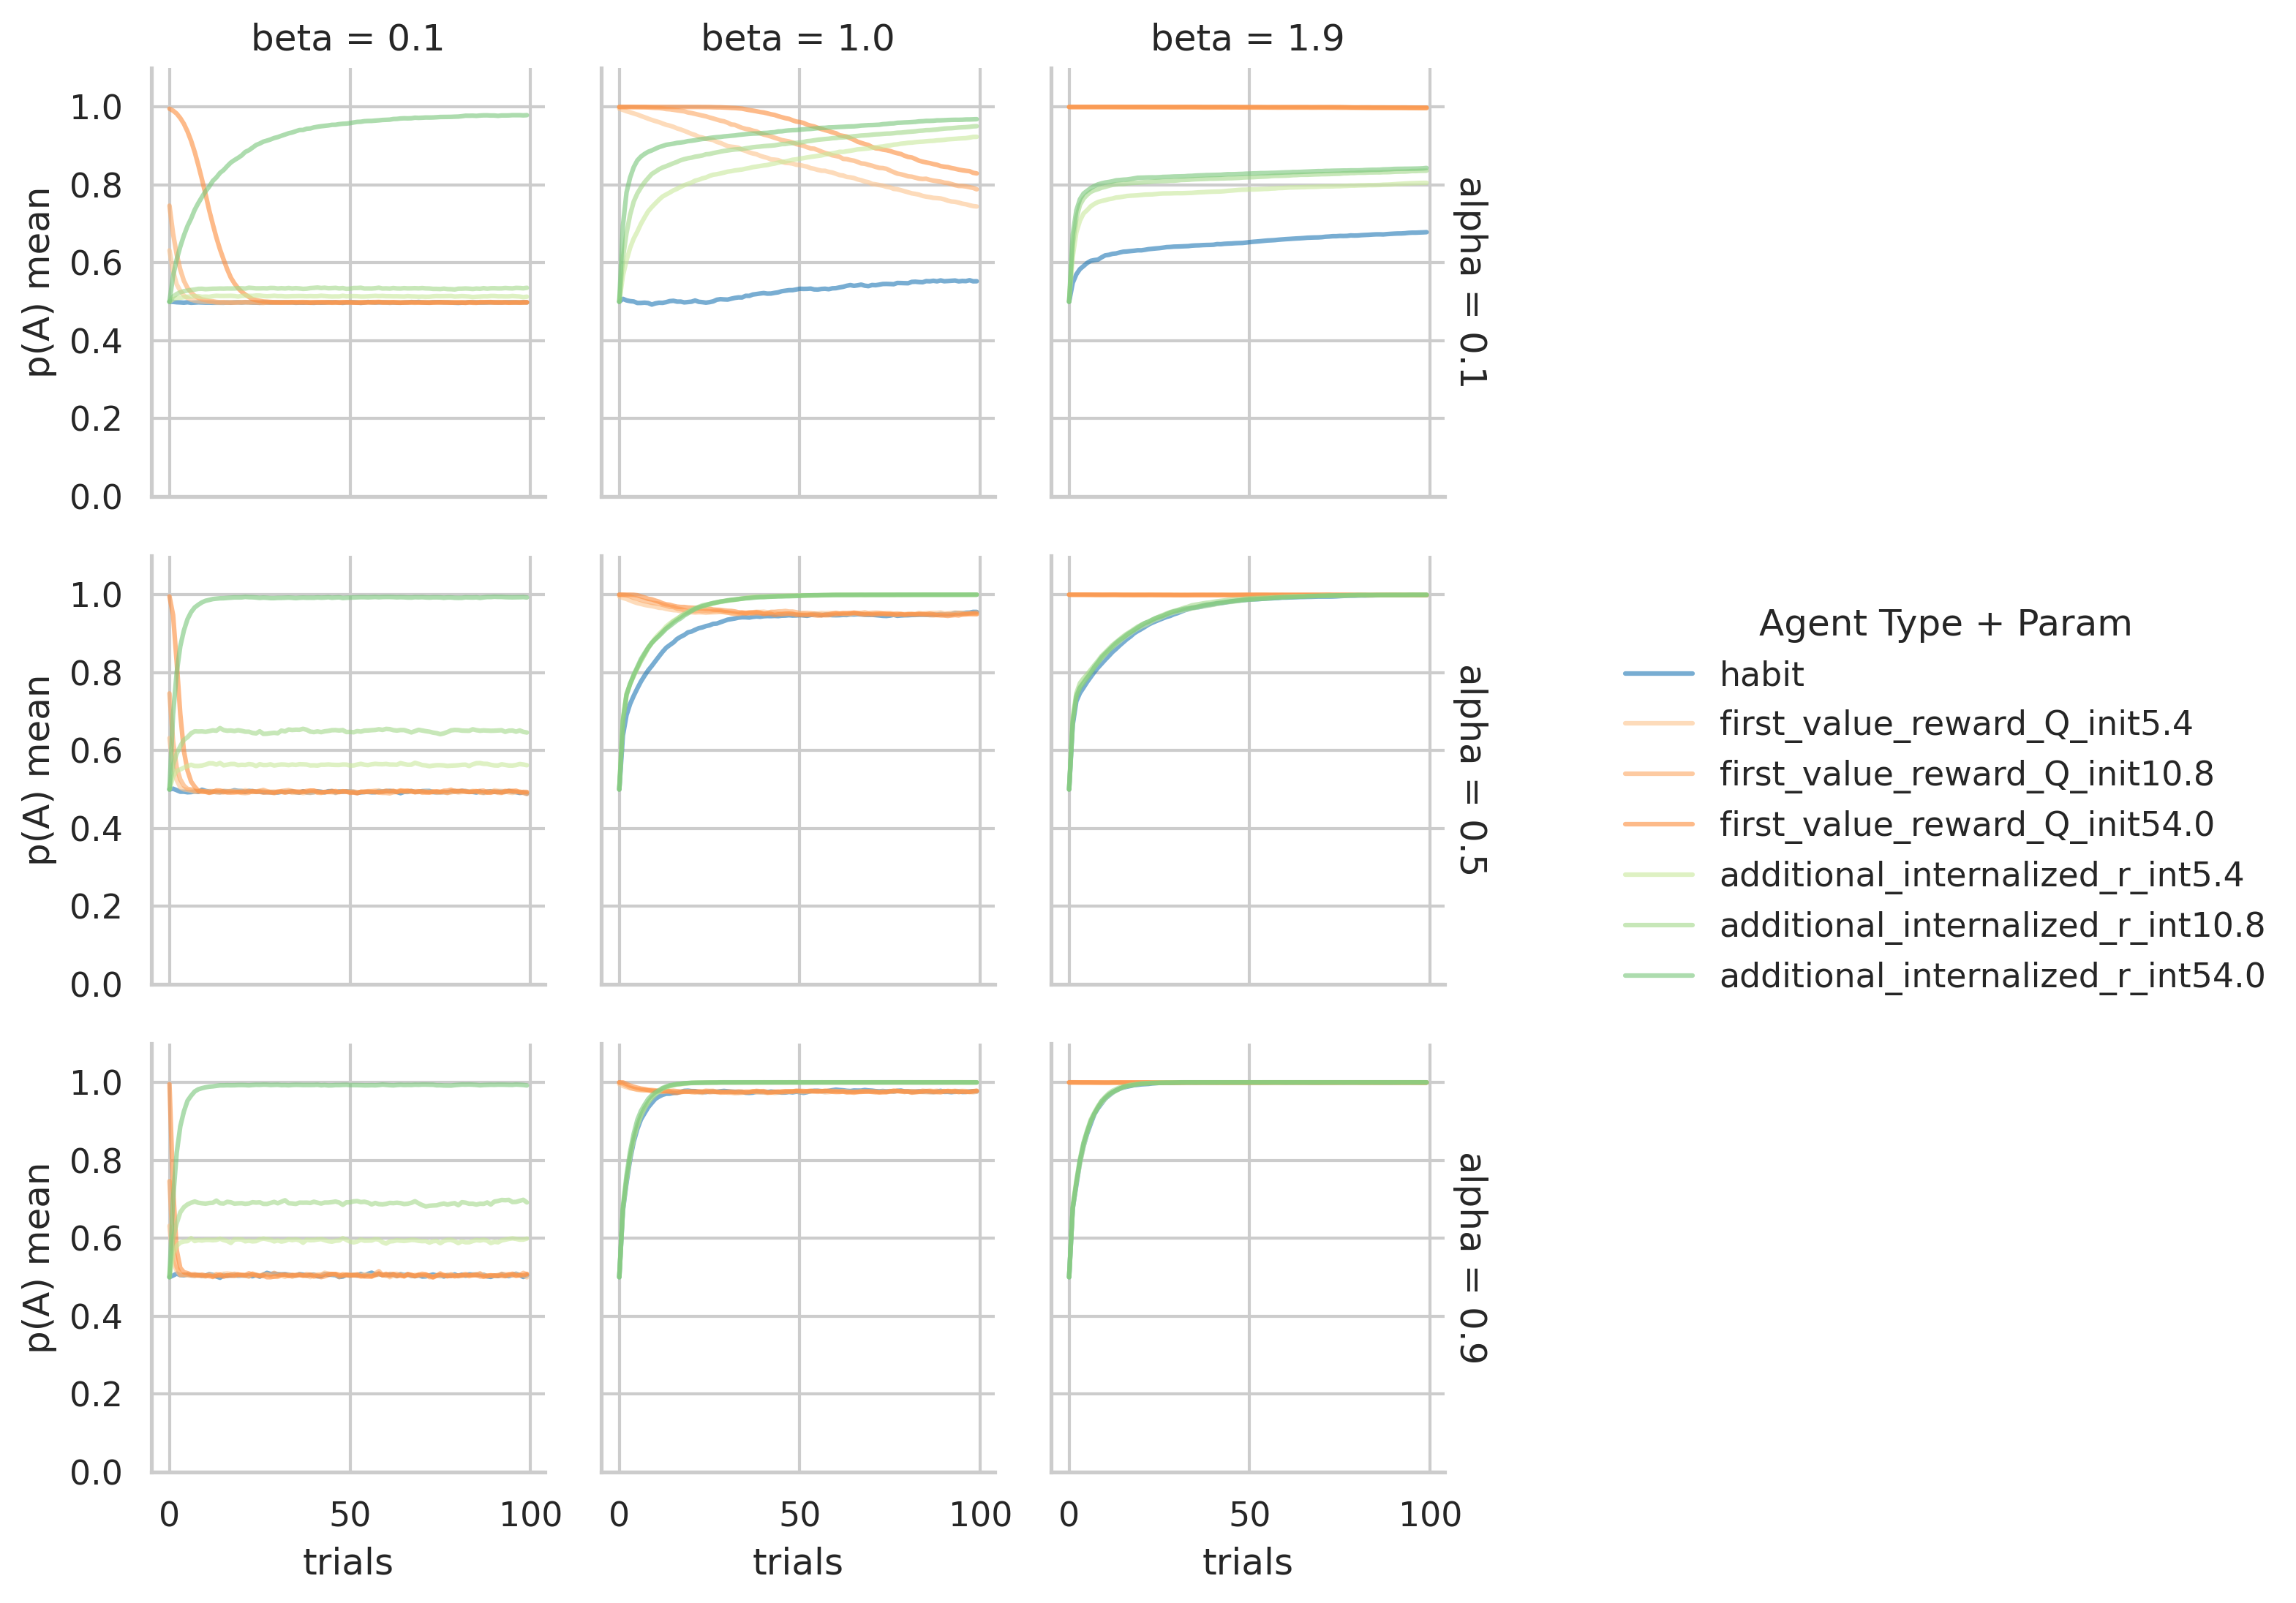 beta = 0.1
beta = 1.0
beta = 1.9
1.0
0.8
0.6
0.4
0.2
0.0
p(A) mean
alpha = 0.1
1.0
0.8
0.6
0.4
0.2
0.0
p(A) mean
alpha = 0.5
1.0
0.8
0.6
0.4
0.2
0.0
p(A) mean
alpha = 0.9
0 50 100
0 50 100
0 50 100
trials
trials
trials
Agent Type + Param
habit
first_value_reward_Q_init5.4
first_value_reward_Q_init10.8
first_value_reward_Q_init54.0
additional_internalized_r_int5.4
additional_internalized_r_int10.8
additional_internalized_r_int54.0